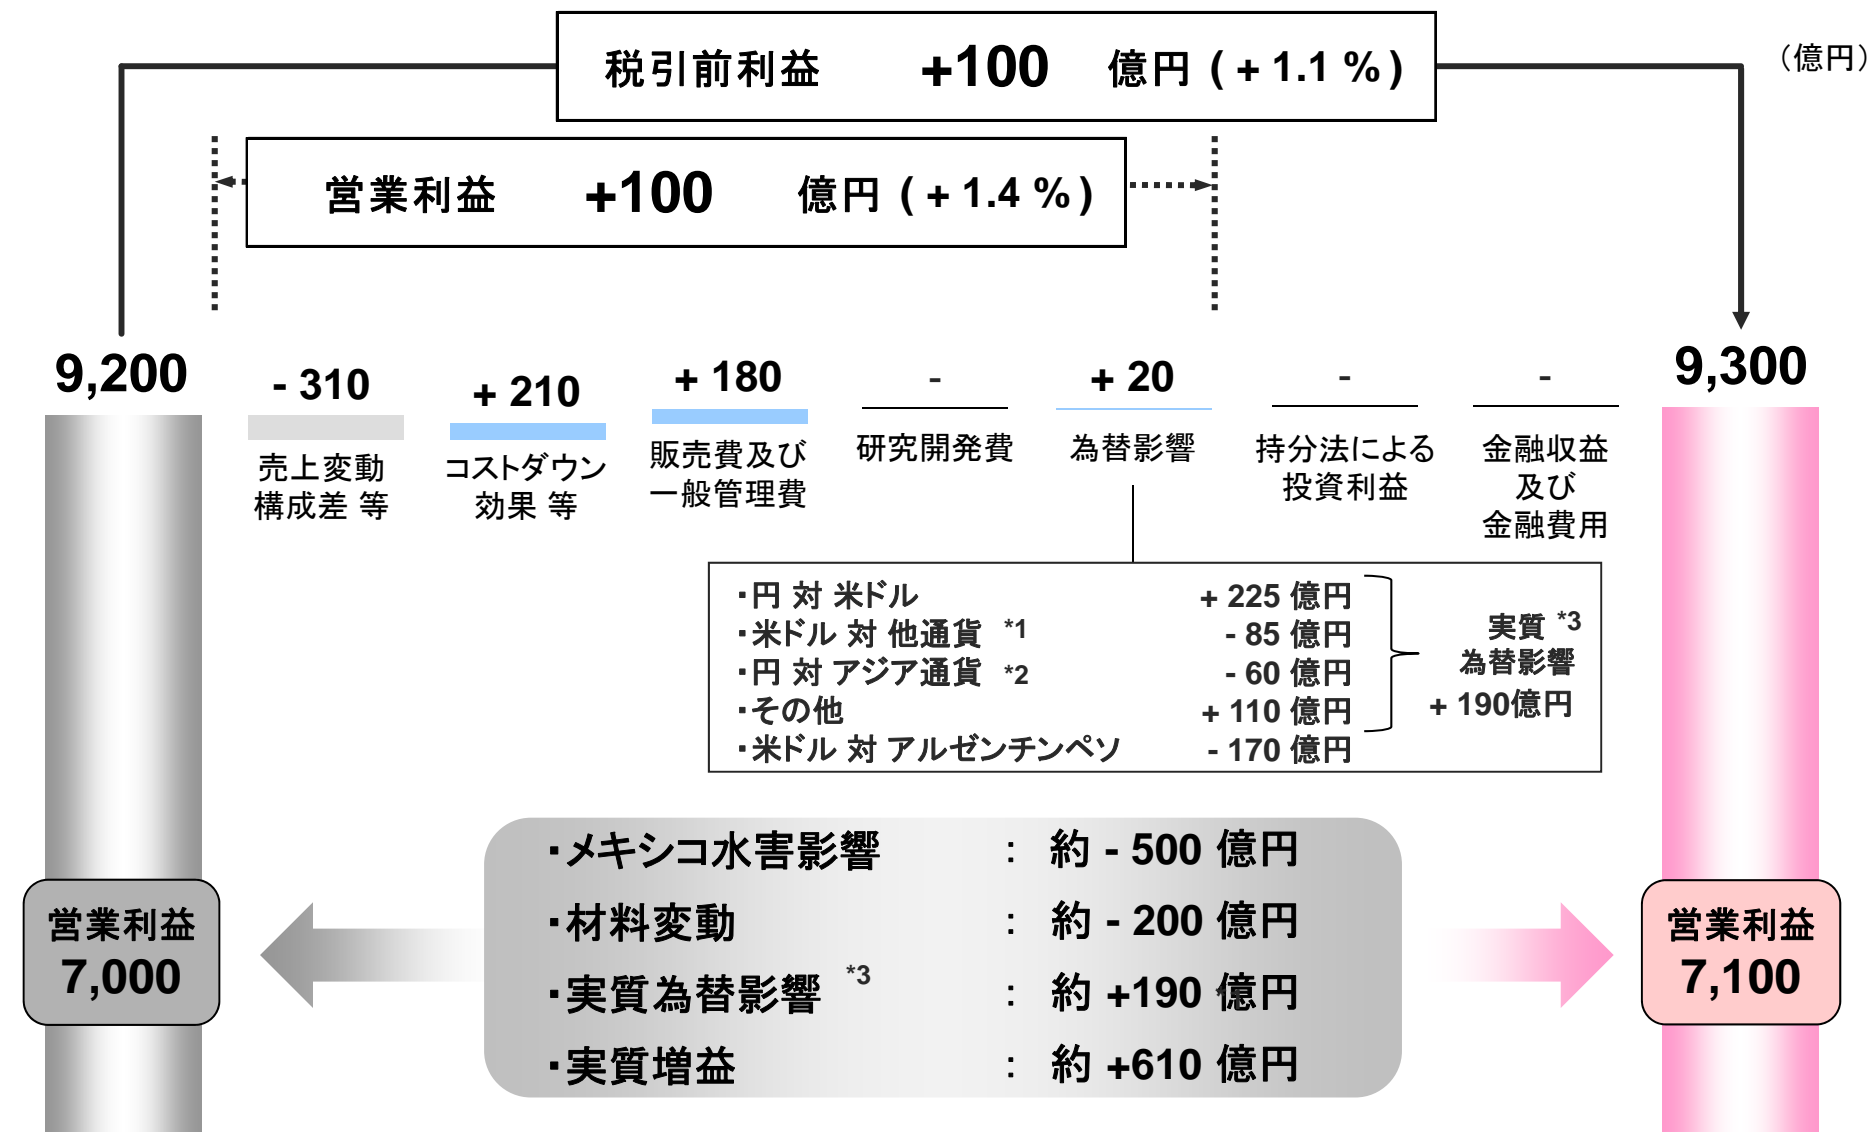 税引前利益 +100 億円 ( + 1.1 % )
（億円）
営業利益 +100 億円 ( + 1.4 % )
9,200
- 310
売上変動
構成差 等
+ 210
コストダウン
効果 等
+ 180
販売費及び
一般管理費
-
研究開発費
+ 20
為替影響
-
持分法による
投資利益
-
金融収益
及び
金融費用
9,300
・円 対 米ドル + 225 億円
・米ドル 対 他通貨 *1 - 85 億円
・円 対 アジア通貨 *2 - 60 億円
・その他 + 110 億円
・米ドル 対 アルゼンチンペソ - 170 億円
実質 *3
為替影響
+ 190億円
・メキシコ水害影響 : 約 - 500 億円
・材料変動 : 約 - 200 億円
・実質為替影響 *3 : 約 +190 億円
・実質増益 : 約 +610 億円
営業利益
7,000
営業利益
7,100